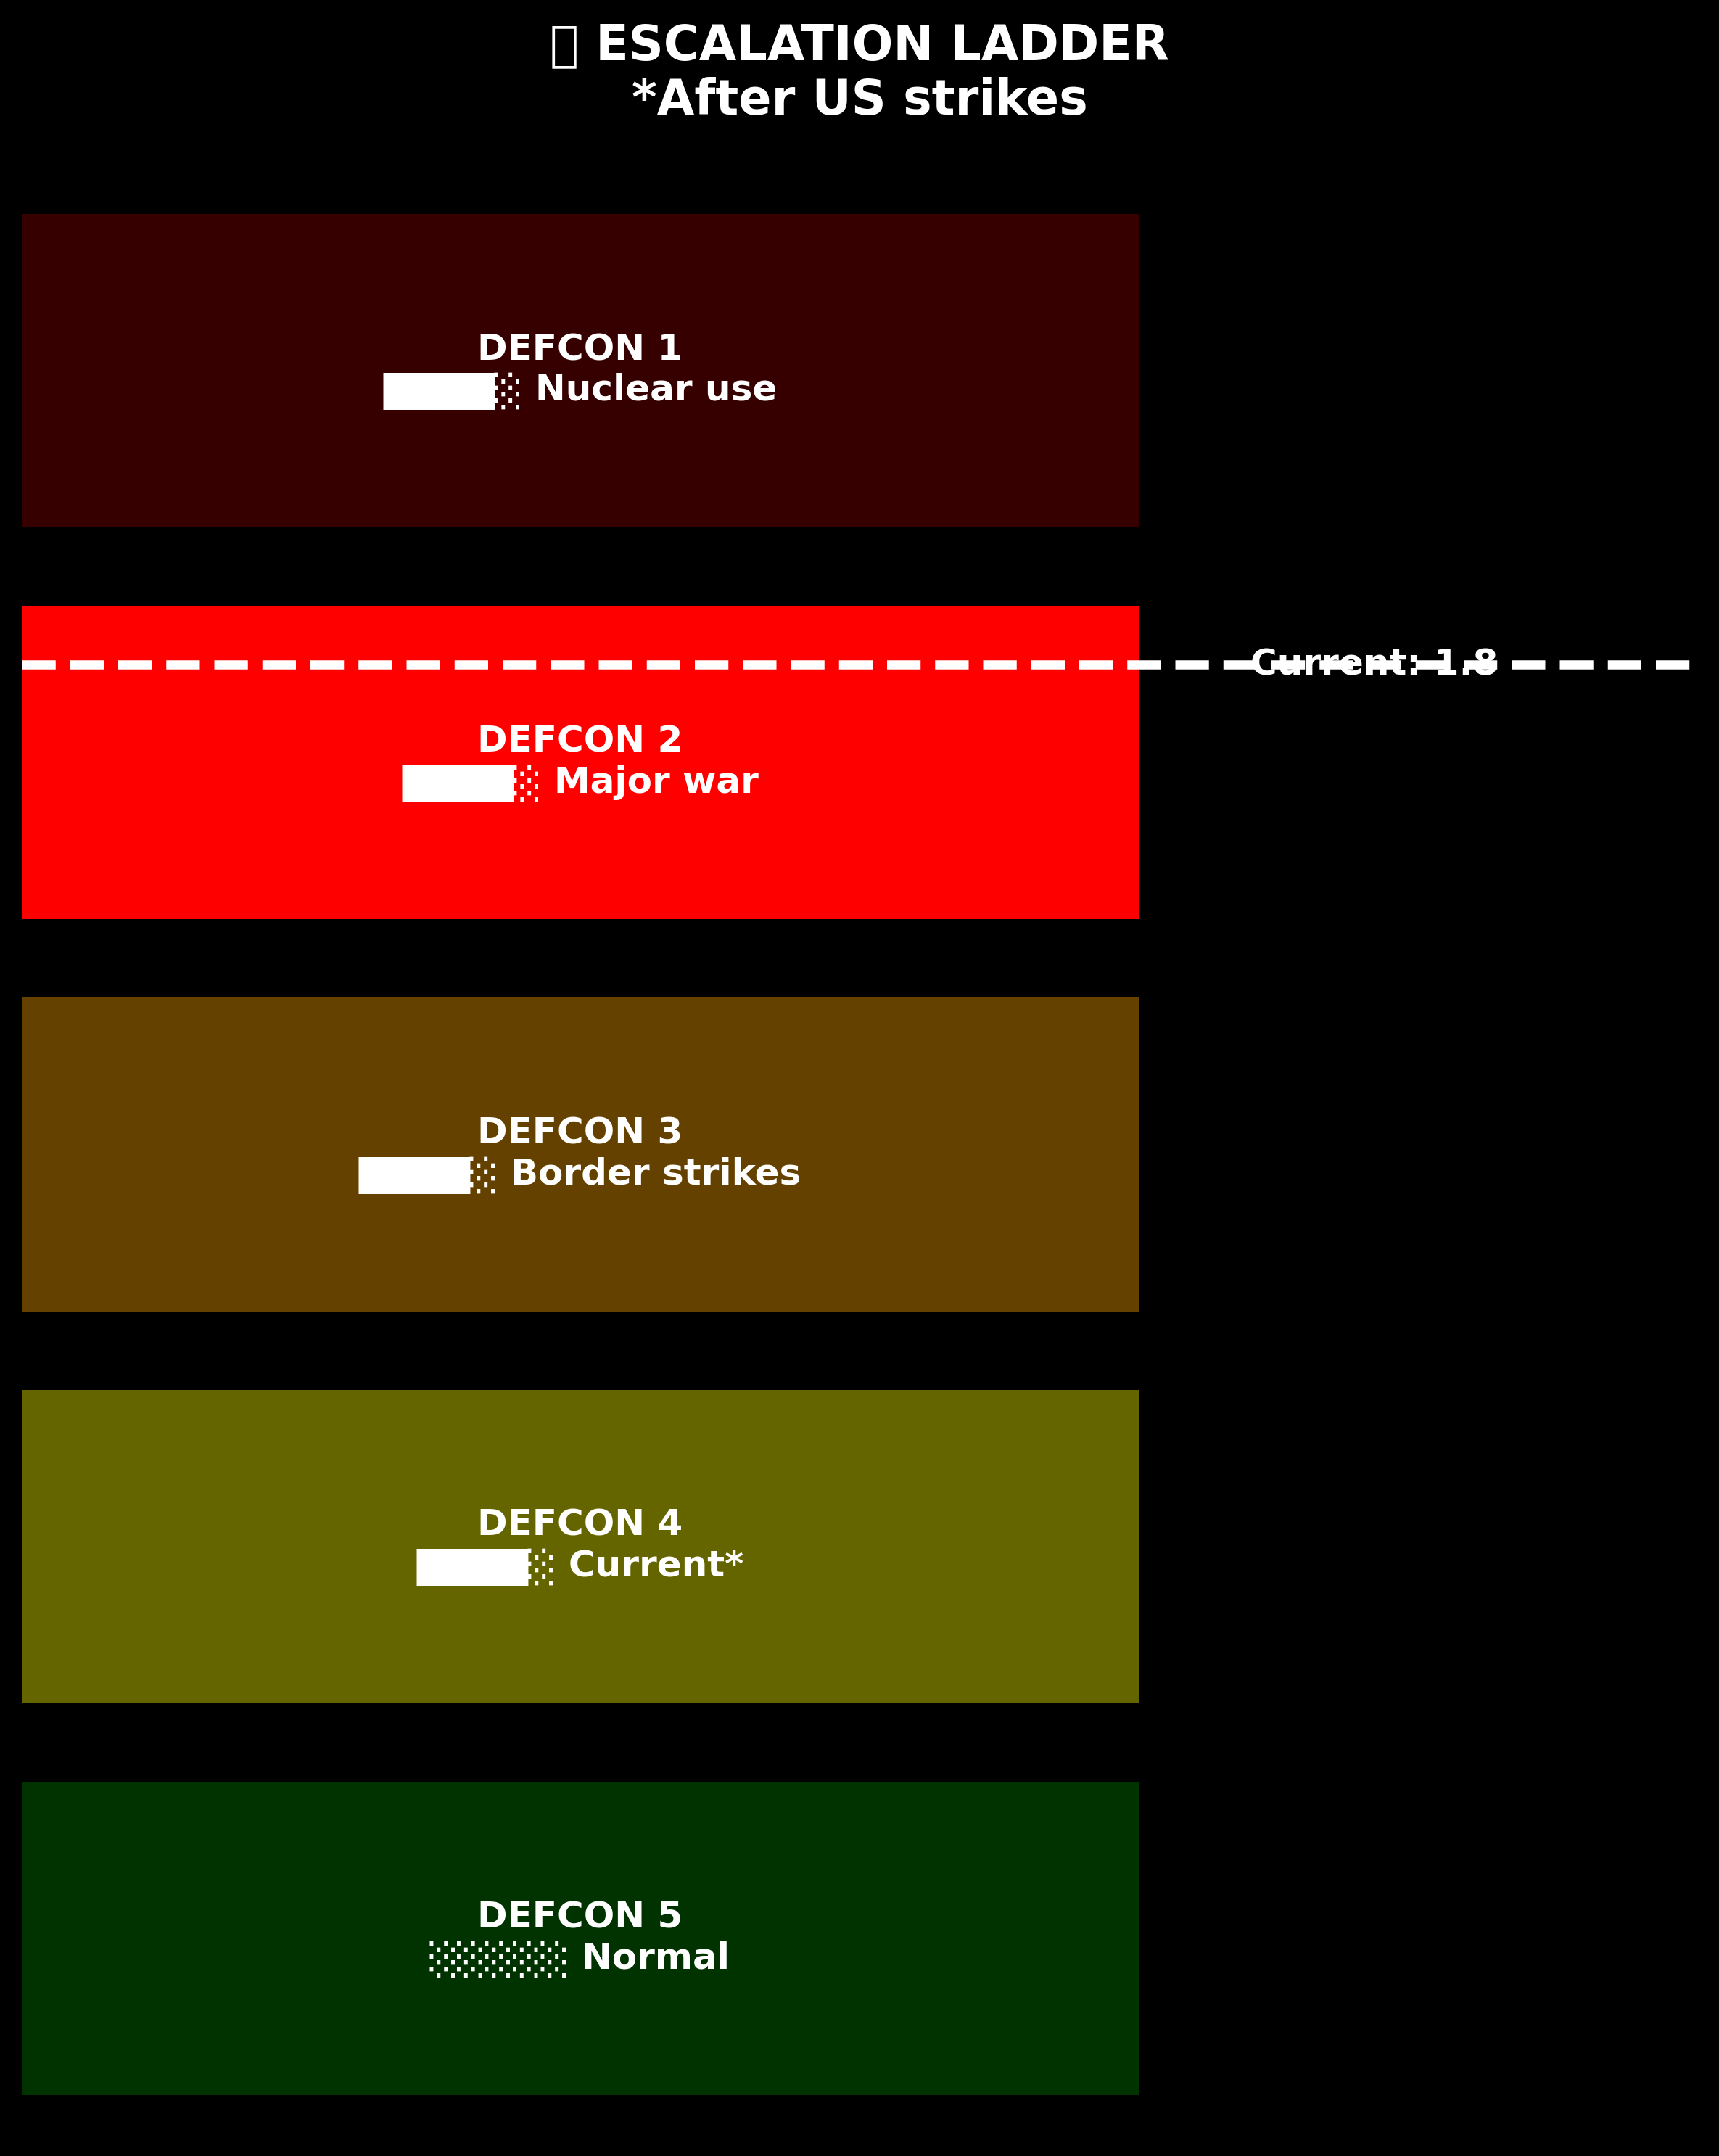 ▯ ESCALATION LADDER
*After US strikes
DEFCON 1
████░ Nuclear use
Current: 1.8
DEFCON 2
████░ Major war
DEFCON 3
████░ Border strikes
DEFCON 4
████░ Current*
DEFCON 5
░░░░░ Normal